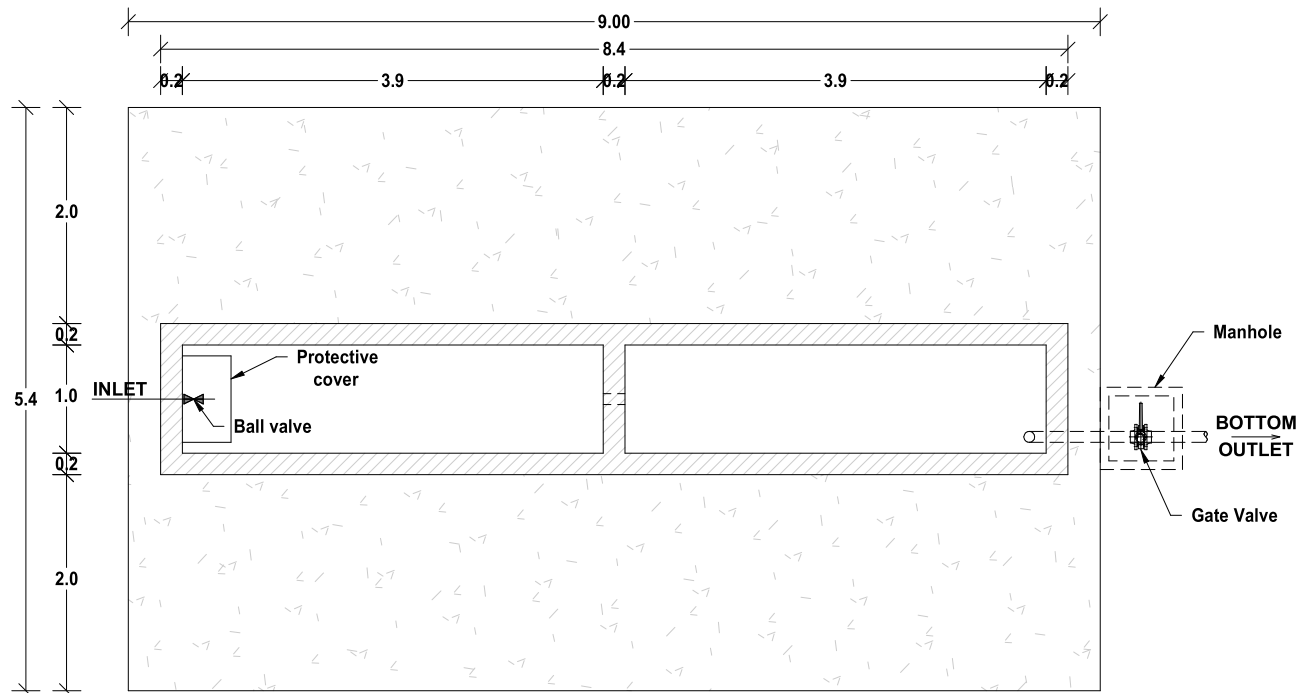 9.00
8.4
0.2
3.9
0.2
3.9
0.2
2.0
0.2
5.4
1.0
0.2
2.0
INLET
Protective
cover
Ball valve
Manhole
BOTTOM
OUTLET
Gate Valve